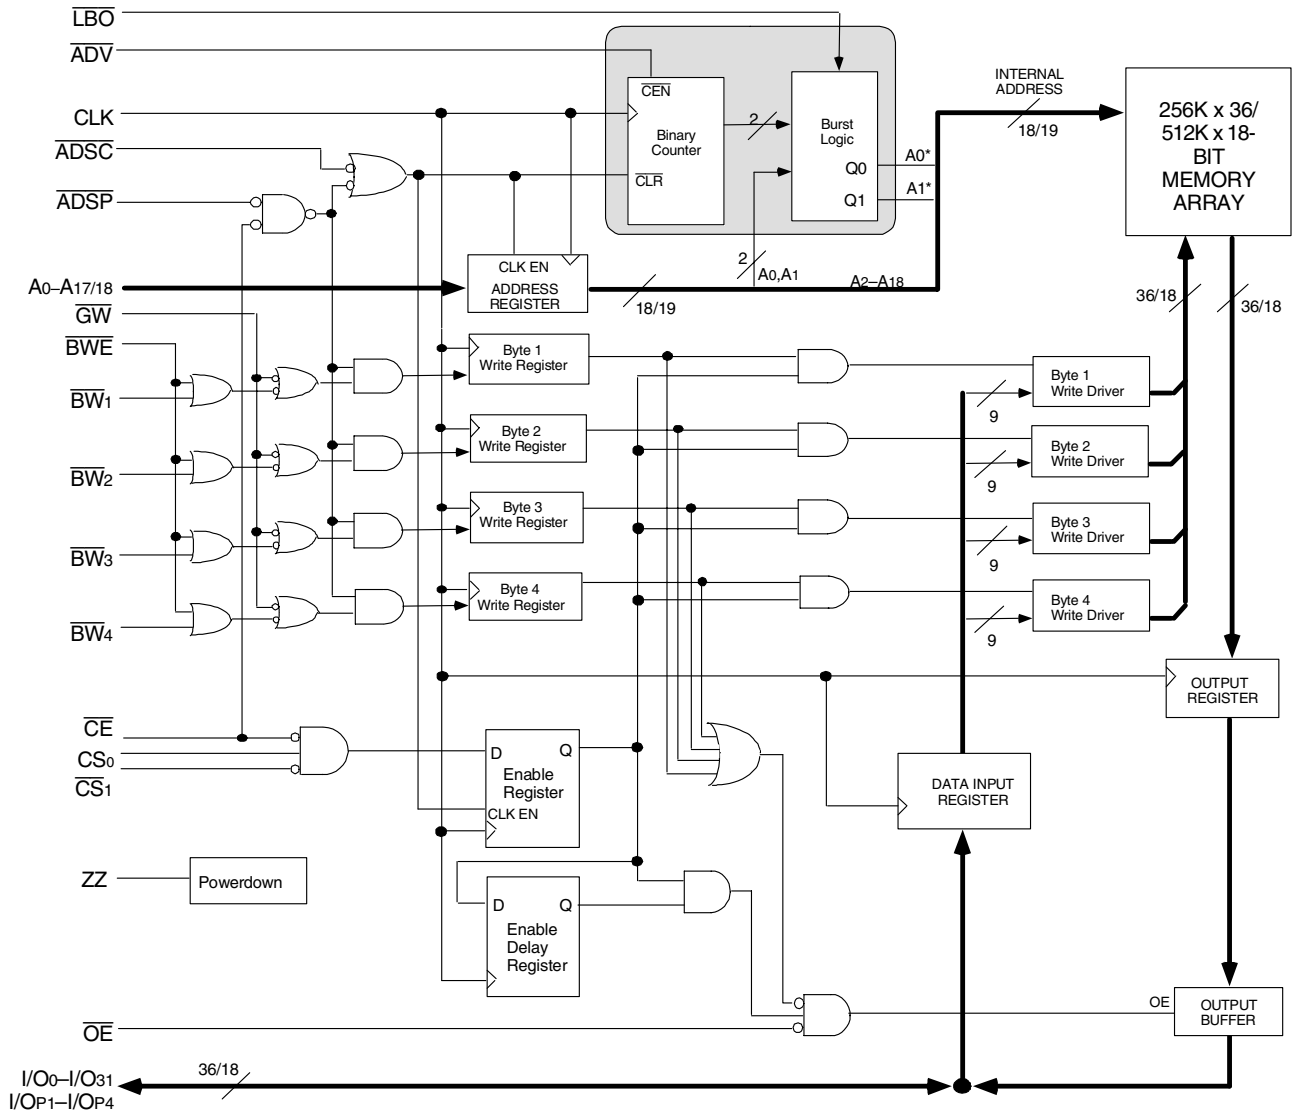 LBO
ADV
CLK
ADSC
ADSP
CEN
Binary
Counter
CLR
2
Burst
Logic
Q0
Q1
A0*
A1*
INTERNAL
ADDRESS
18/19
256K x 36/
512K x 18-
BIT
MEMORY
ARRAY
A0–A17/18
CLK EN
ADDRESS
REGISTER
18/19
2
A0,A1
A2–A18
36/18
36/18
GW
BWE
BW1
BW2
BW3
BW4
Byte 1
Write Register
Byte 2
Write Register
Byte 3
Write Register
Byte 4
Write Register
Byte 1
Write Driver
9
Byte 2
Write Driver
9
Byte 3
Write Driver
9
Byte 4
Write Driver
9
OUTPUT
REGISTER
CE
CS0
CS1
D Q
Enable
Register
CLK EN
DATA INPUT
REGISTER
ZZ
Powerdown
D Q
Enable
Delay
Register
OE
OE
OUTPUT
BUFFER
36/18
I/O0–I/O31
I/OP1–I/OP4